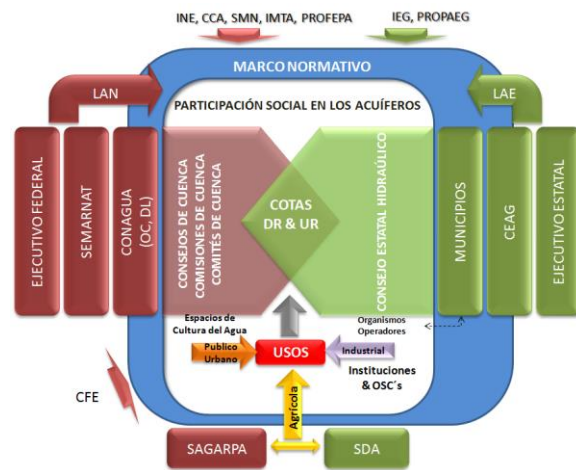 INE, CCA, SMN, IMTA, PROFEPA
IEG, PROPAEG
MARCO NORMATIVO
LAN
LAE
PARTICIPACIÓN SOCIAL EN LOS ACUÍFEROS
EJECUTIVO FEDERAL
SEMARNAT
CONAGUA
(OC, DL)
CONSEJOS DE CUENCA
COMISIONES DE CUENCA
COMITÉS DE CUENCA
COTAS
DR & UR
CONSEJO ESTATAL HIDRAÚLICO
MUNICIPIOS
CEAG
EJECUTIVO ESTATAL
Espacios de
Cultura del Agua
Publico
Urbano
USOS
Organismos
Operadores
Industrial
Instituciones
& OSC´s
Agrícola
CFE
SAGARPA
SDA